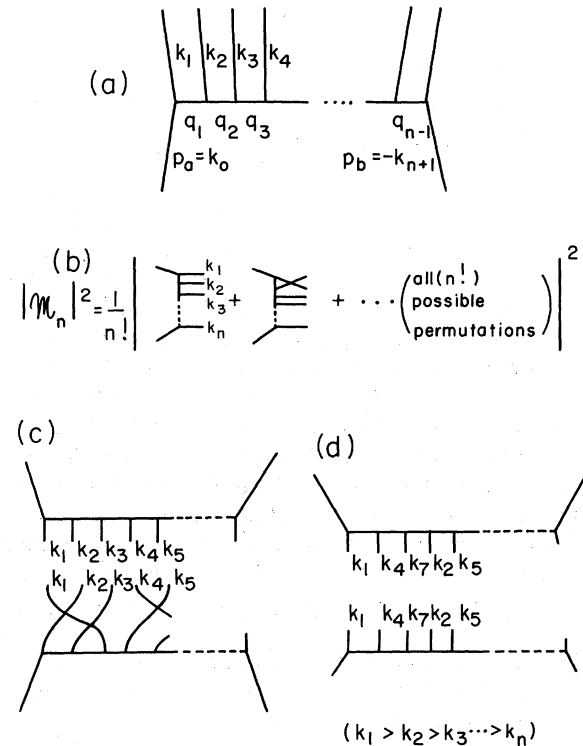 (a)
k₁ k₂ k₃ k₄
q₁ q₂ q₃ .... qₙ₋₁
pₐ=k₀ p_b=-kₙ₊₁
(b)
|𝓂ₙ|²=1/n! | k₁ k₂ k₃ kₙ + + ··· (all(n!) possible permutations) |²
(c)
k₁ k₂ k₃ k₄ k₅
k₁ k₂ k₃ k₄ k₅
(d)
k₁ k₄ k₇ k₂ k₅
k₁ k₄ k₇ k₂ k₅
(k₁ > k₂ > k₃ ··· > kₙ)